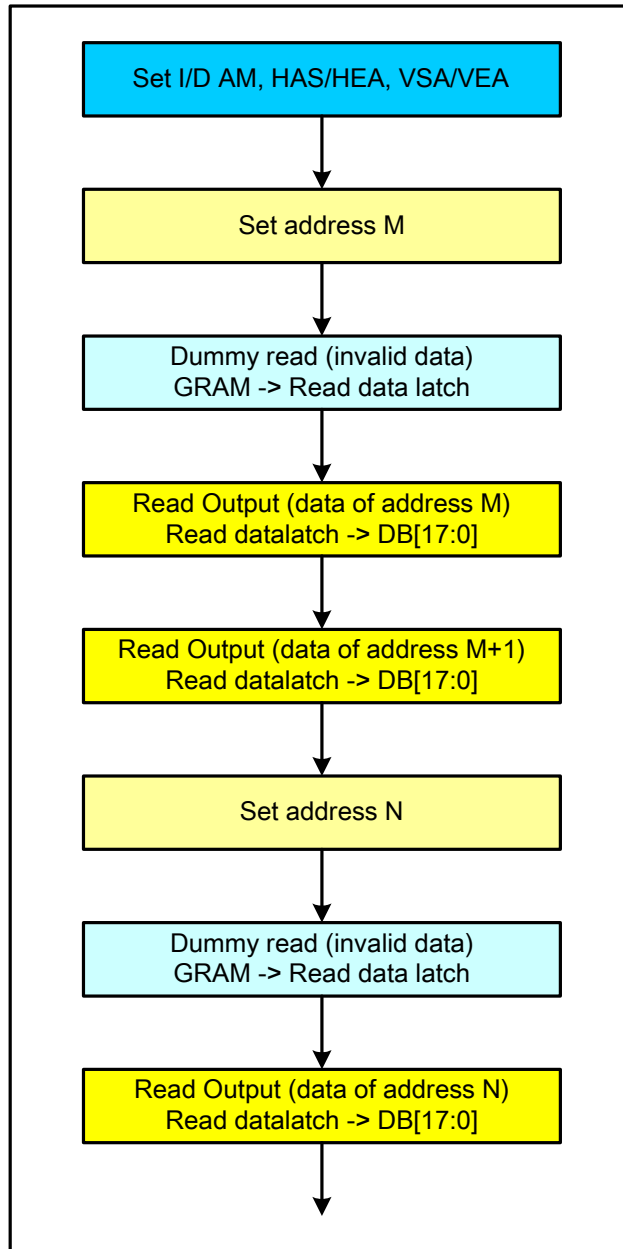 Set I/D AM, HAS/HEA, VSA/VEA
Set address M
Dummy read (invalid data)
GRAM -> Read data latch
Read Output (data of address M)
Read datalatch -> DB[17:0]
Read Output (data of address M+1)
Read datalatch -> DB[17:0]
Set address N
Dummy read (invalid data)
GRAM -> Read data latch
Read Output (data of address N)
Read datalatch -> DB[17:0]